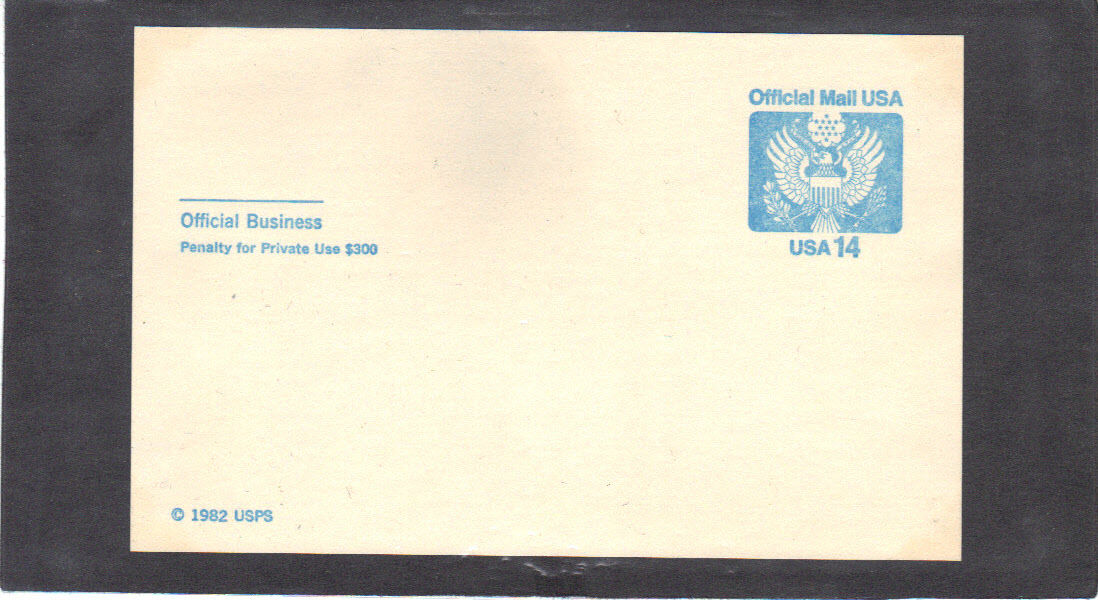 Official Mail USA
USA 14
Official Business
Penalty for Private Use $300
© 1982 USPS